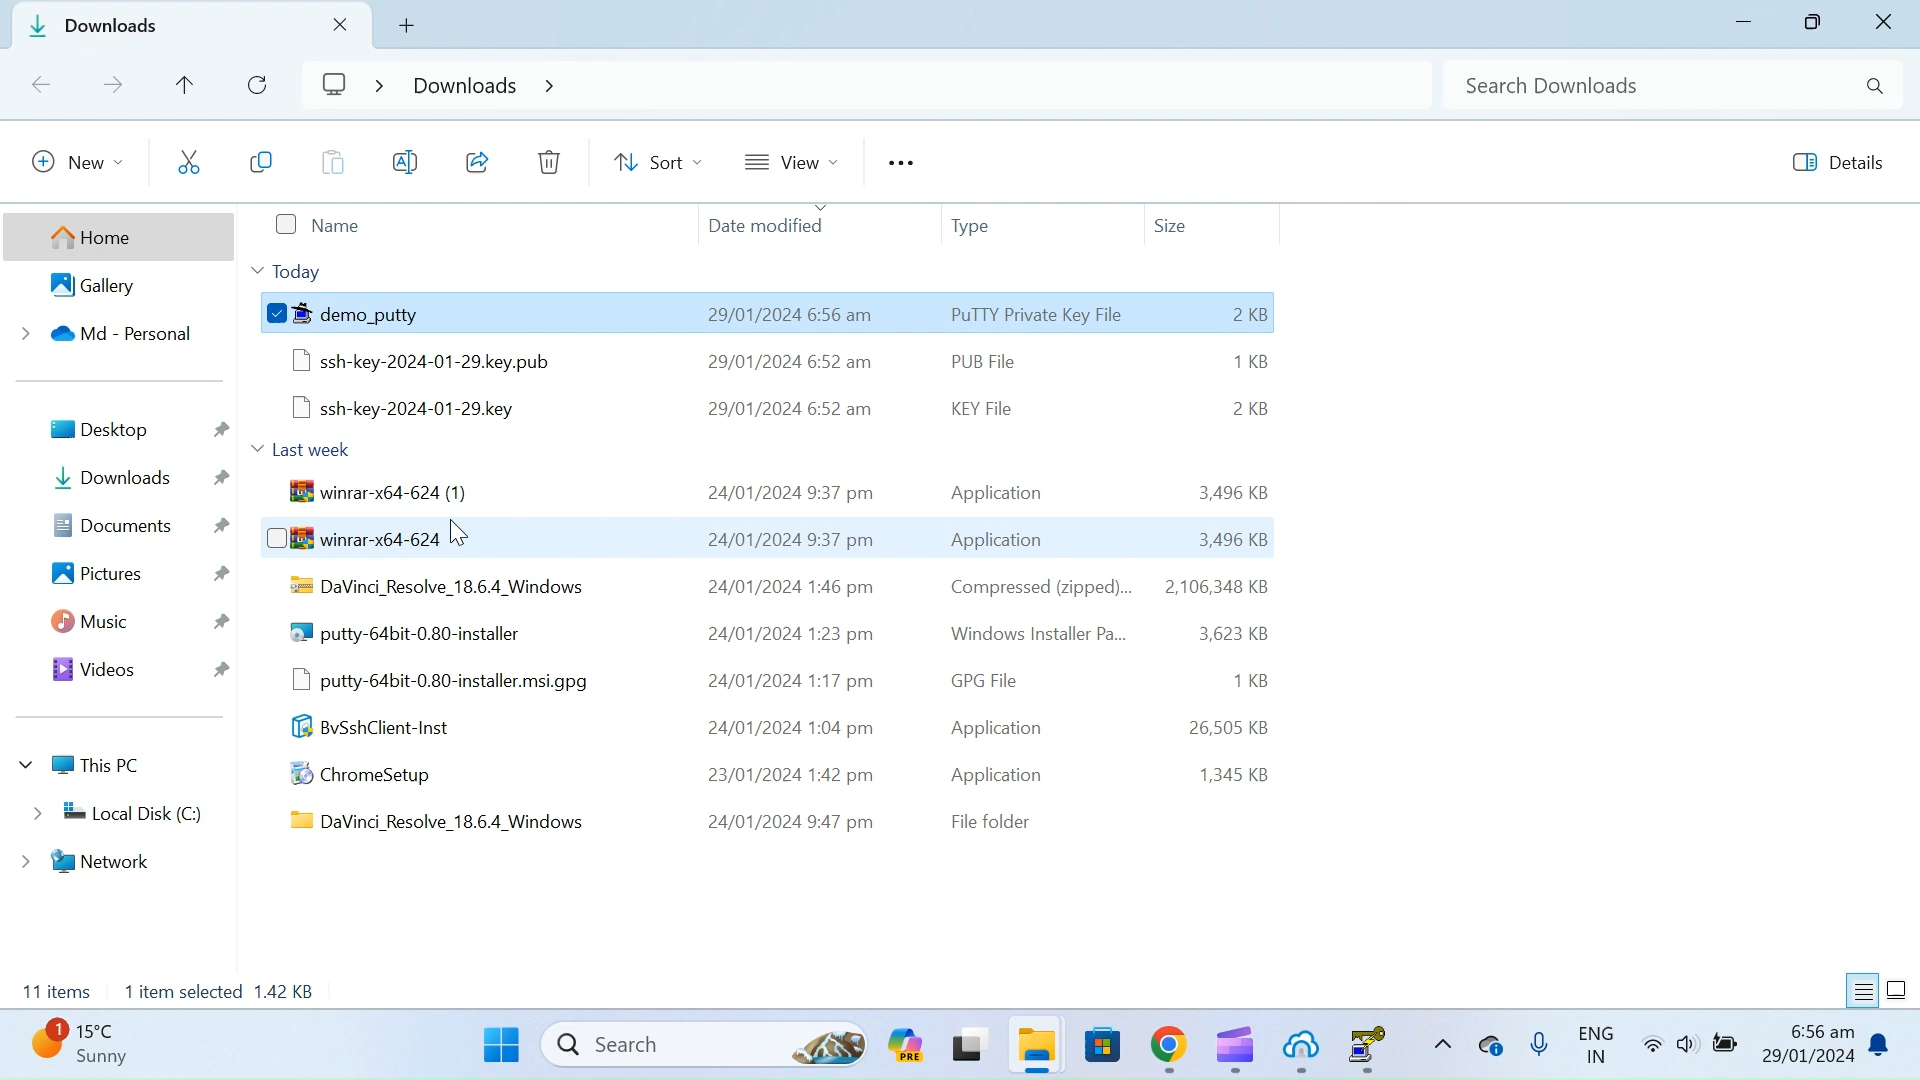 Downloads
Downloads
Search Downloads
New
Sort
View
Details
Home
Gallery
Md - Personal
Desktop
Downloads
Documents
Pictures
Music
Videos
This PC
Local Disk (C:)
Network
Name Date modified Type Size
Today
demo_putty 29/01/2024 6:56 am PuTTY Private Key File 2 KB
ssh-key-2024-01-29.key.pub 29/01/2024 6:52 am PUB File 1 KB
ssh-key-2024-01-29.key 29/01/2024 6:52 am KEY File 2 KB
Last week
winrar-x64-624 (1) 24/01/2024 9:37 pm Application 3,496 KB
winrar-x64-624 24/01/2024 9:37 pm Application 3,496 KB
DaVinci_Resolve_18.6.4_Windows 24/01/2024 1:46 pm Compressed (zipped)... 2,106,348 KB
putty-64bit-0.80-installer 24/01/2024 1:23 pm Windows Installer Pa... 3,623 KB
putty-64bit-0.80-installer.msi.gpg 24/01/2024 1:17 pm GPG File 1 KB
BvSshClient-Inst 24/01/2024 1:04 pm Application 26,505 KB
ChromeSetup 23/01/2024 1:42 pm Application 1,345 KB
DaVinci_Resolve_18.6.4_Windows 24/01/2024 9:47 pm File folder
11 items 1 item selected 1.42 KB
1
15°C
Sunny
Search
PRE
ENG
IN
6:56 am
29/01/2024